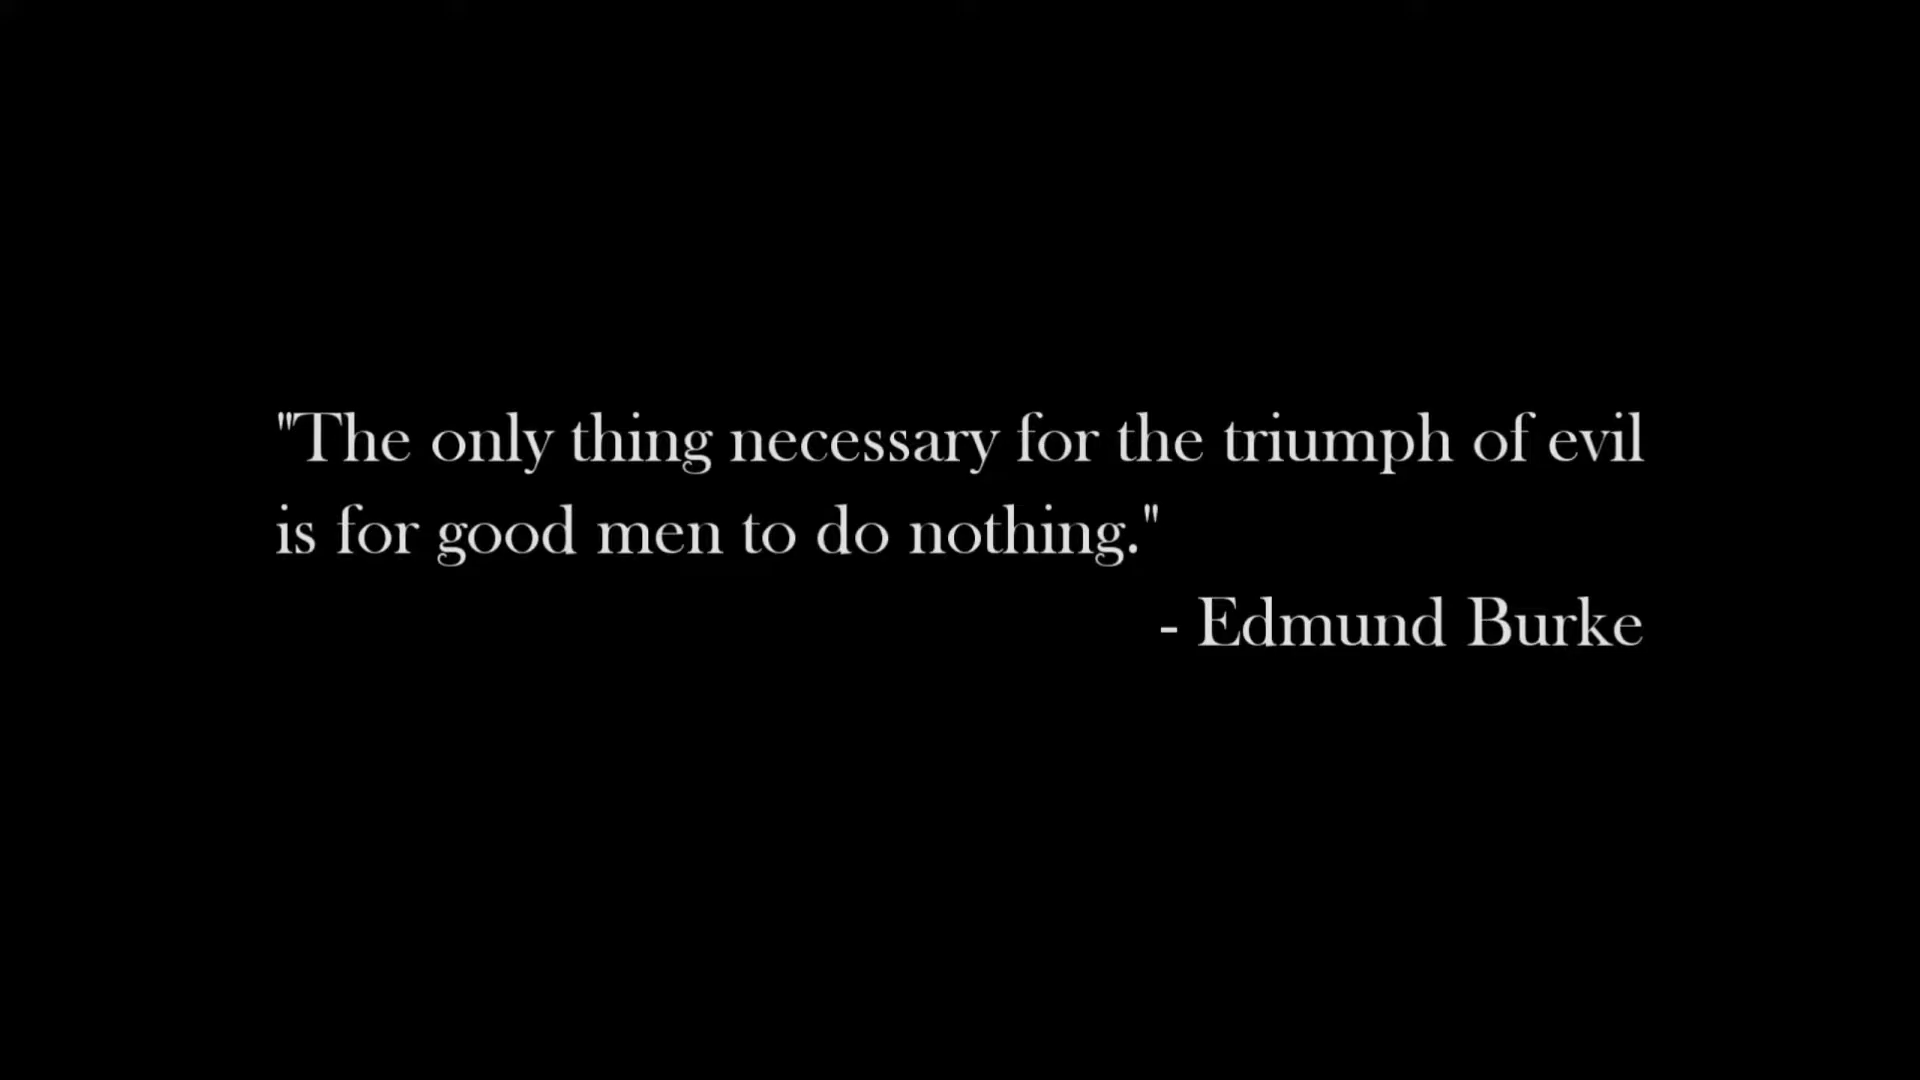 "The only thing necessary for the triumph of evil
is for good men to do nothing."
- Edmund Burke